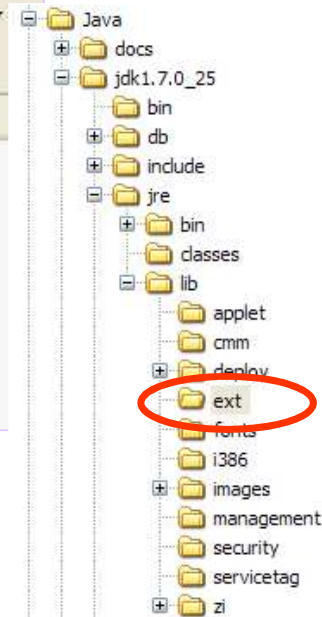 Java
docs
jdk1.7.0_25
bin
db
include
jre
bin
classes
lib
applet
cmm
deploy
ext
fonts
i386
images
management
security
servicetag
zi